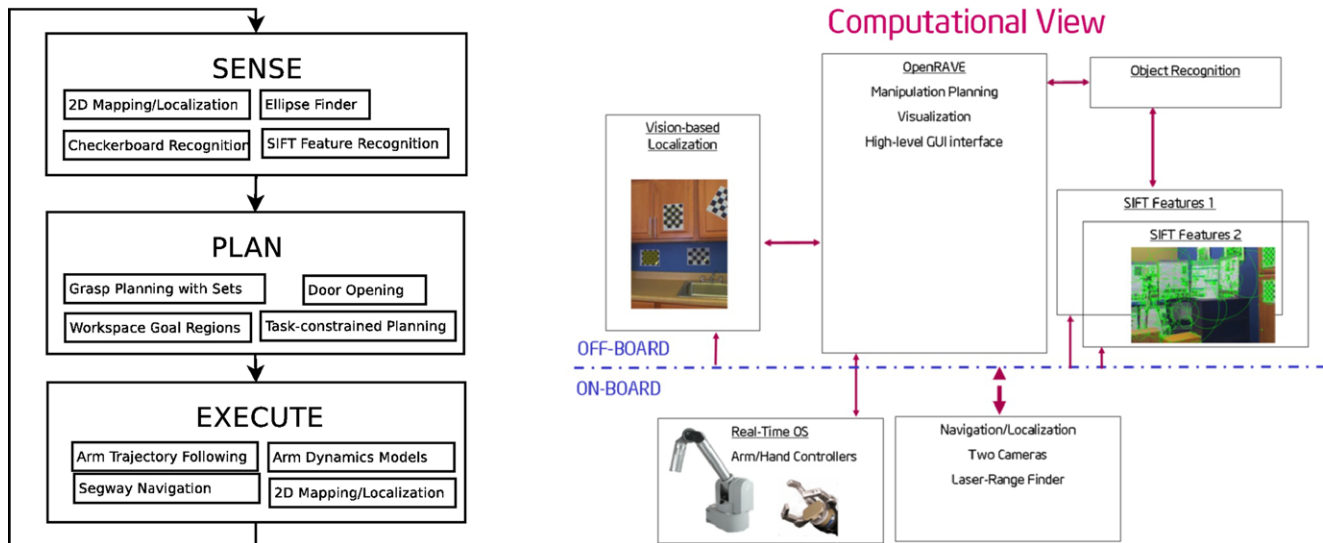 SENSE
2D Mapping/Localization
Ellipse Finder
Checkerboard Recognition
SIFT Feature Recognition
PLAN
Grasp Planning with Sets
Door Opening
Workspace Goal Regions
Task-constrained Planning
EXECUTE
Arm Trajectory Following
Arm Dynamics Models
Segway Navigation
2D Mapping/Localization
Computational View
Vision-based
Localization
OpenRAVE
Manipulation Planning
Visualization
High-level GUI interface
Object Recognition
SIFT Features 1
SIFT Features 2
OFF-BOARD
ON-BOARD
Real-Time OS
Arm/Hand Controllers
Navigation/Localization
Two Cameras
Laser-Range Finder